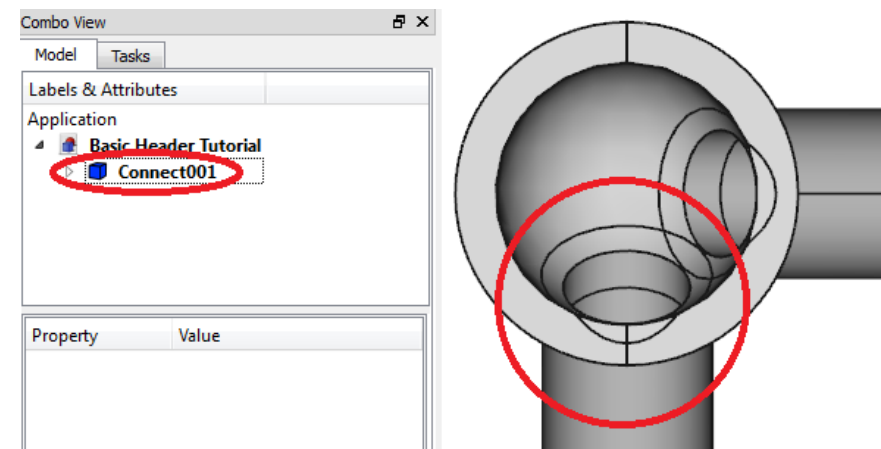 Combo View
Model Tasks
Labels & Attributes
Application
Basic Header Tutorial
Connect001
Property Value